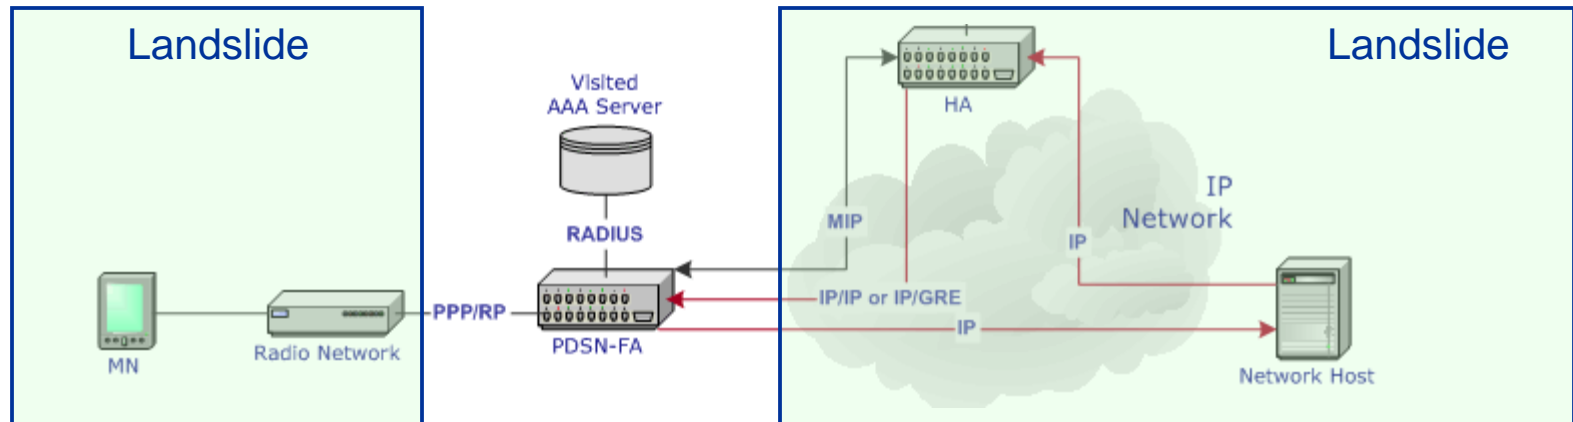 Landslide
Landslide
Visited
AAA Server
HA
IP
Network
MIP
RADIUS
IP
IP/IP or IP/GRE
PPP/RP
IP
MN
Radio Network
PDSN-FA
Network Host